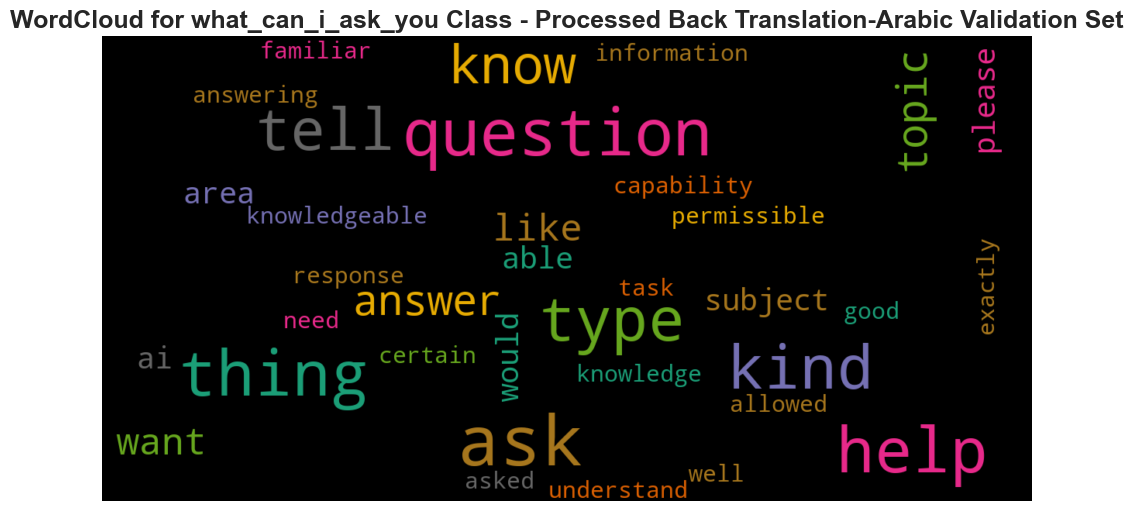 WordCloud for what_can_i_ask_you Class - Processed Back Translation-Arabic Validation Set
familiar
know
information
topic
please
answering
tell
question
area
capability
knowledgeable
permissible
like
able
exactly
response
task
answer
type
subject
good
need
would
ai
thing
certain
knowledge
kind
allowed
want
ask
help
asked
well
understand